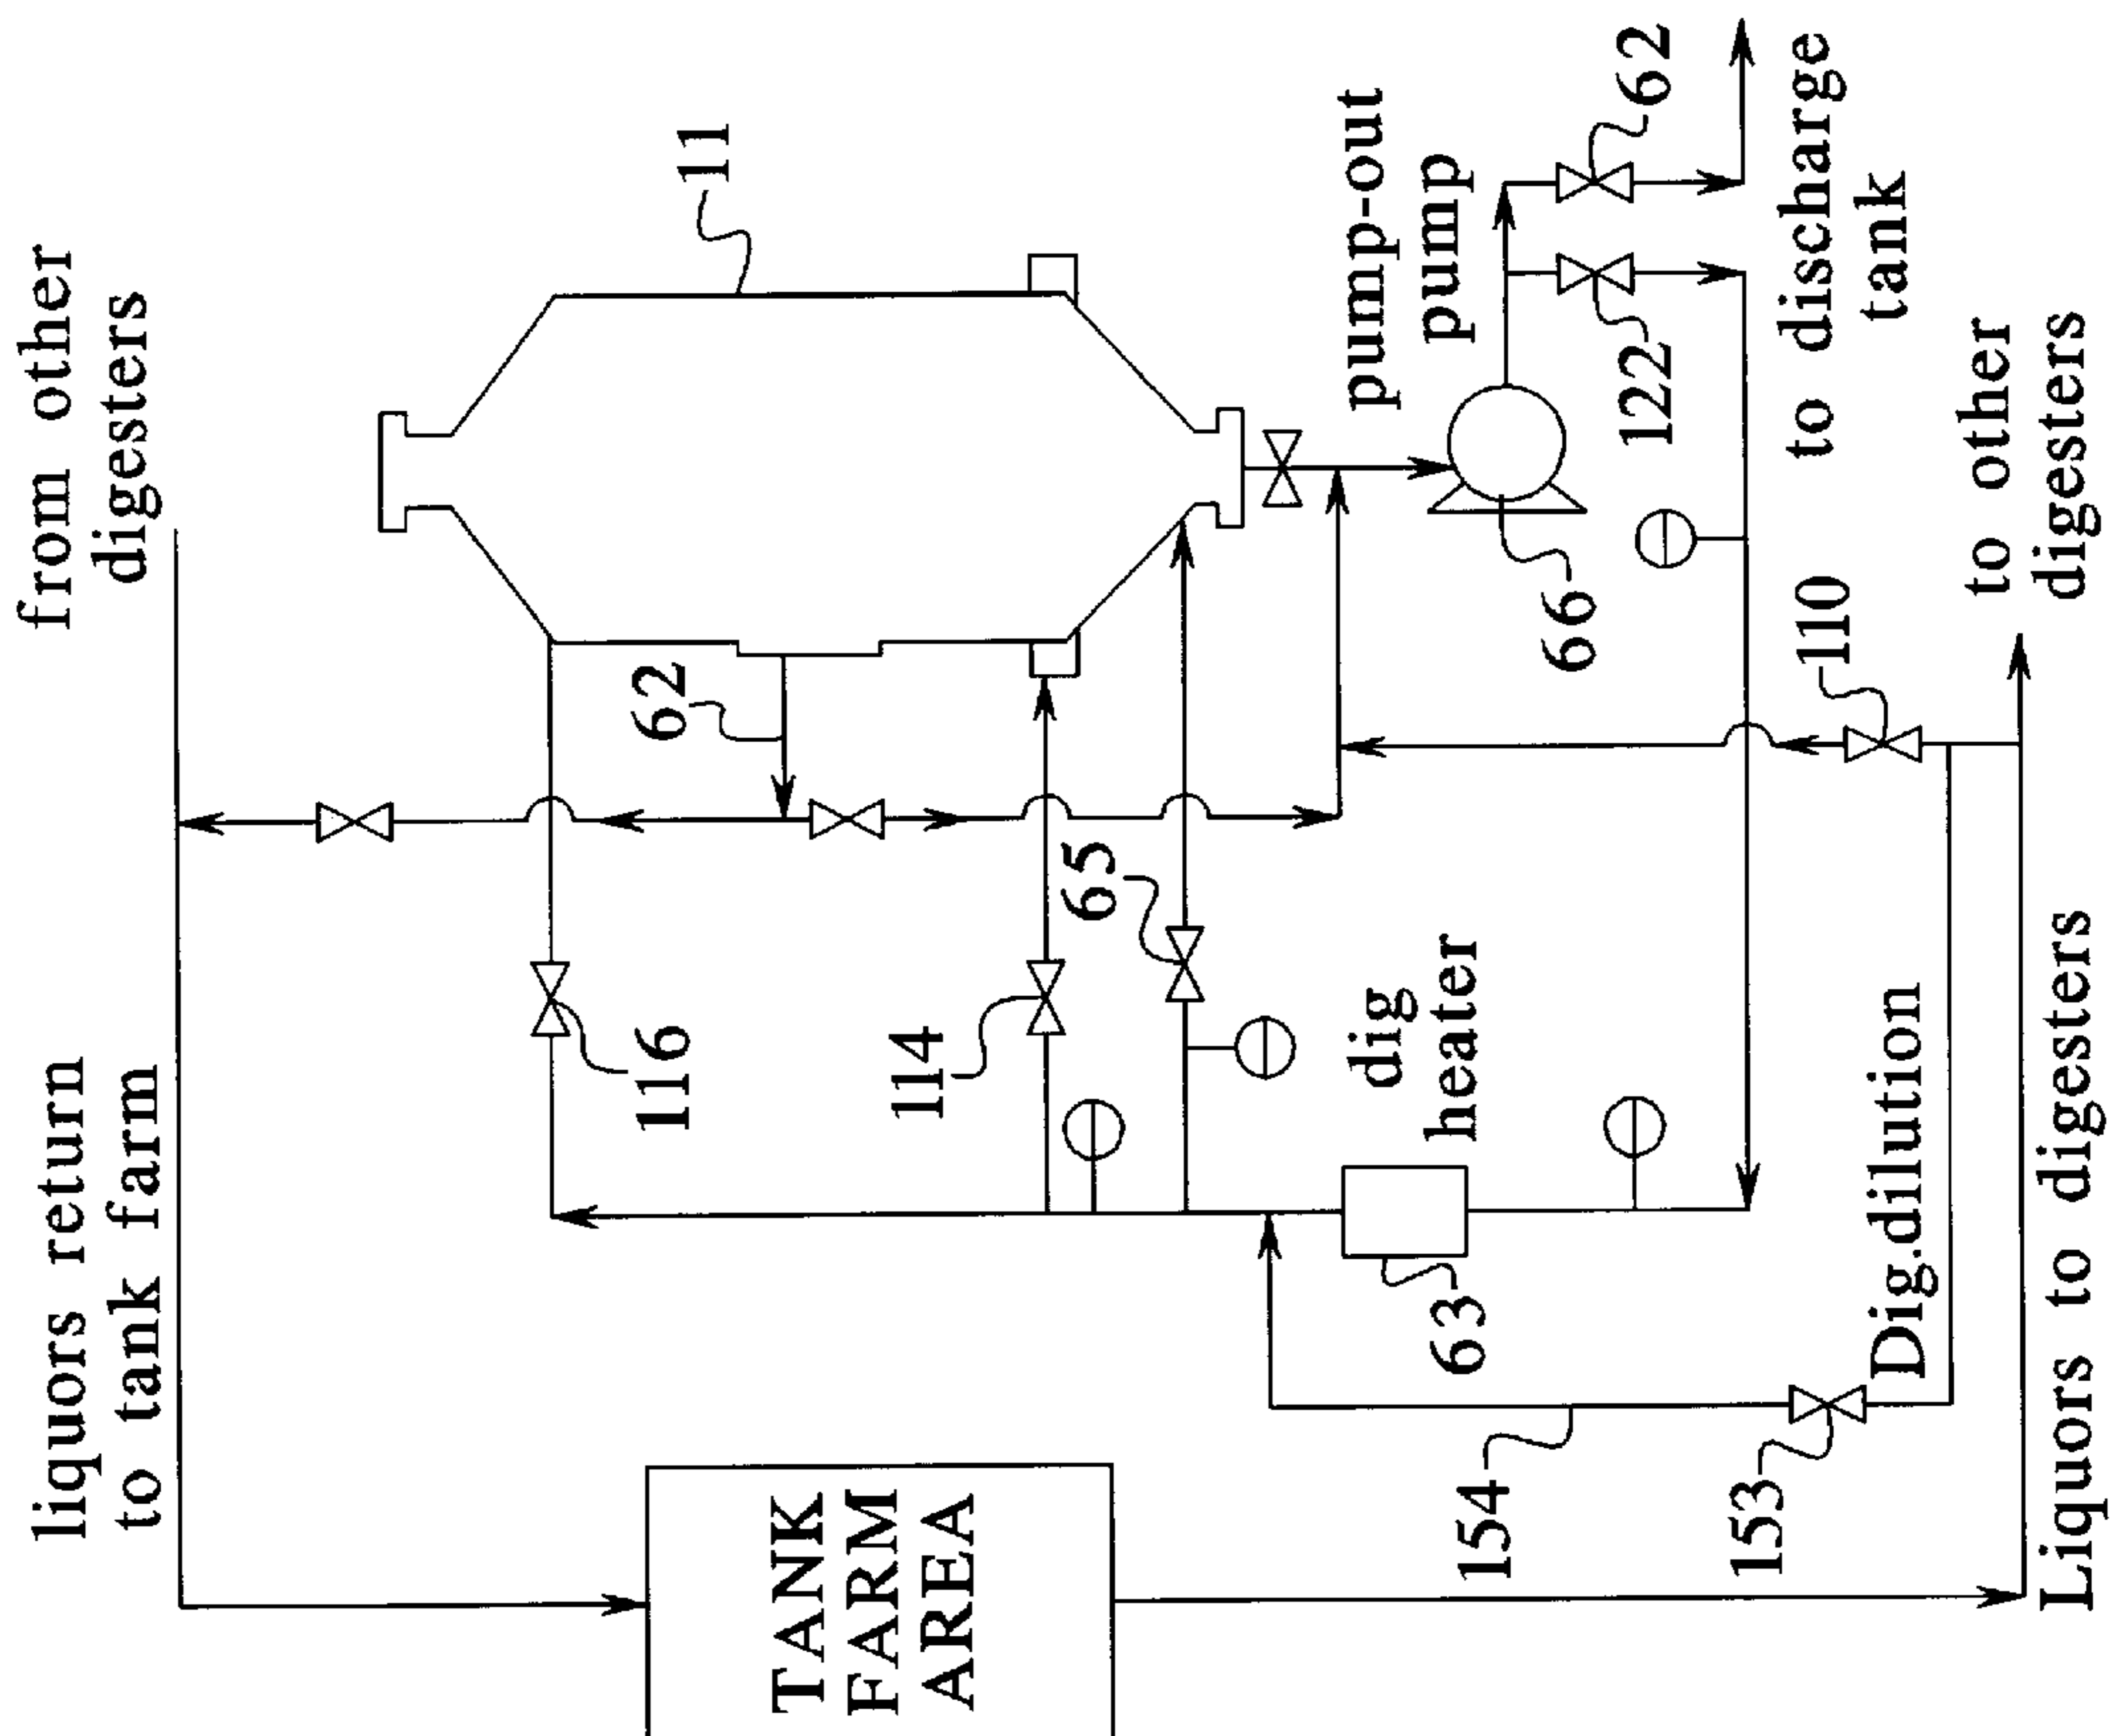 liquors return
to tank farm
from other
digesters
TANK
FARM
AREA
116
62
11
114
65
dig
heater
63
pump-out
pump
66
122
62
to discharge
tank
154
153
Dig.dilution
110
to other
digesters
Liquors to digesters